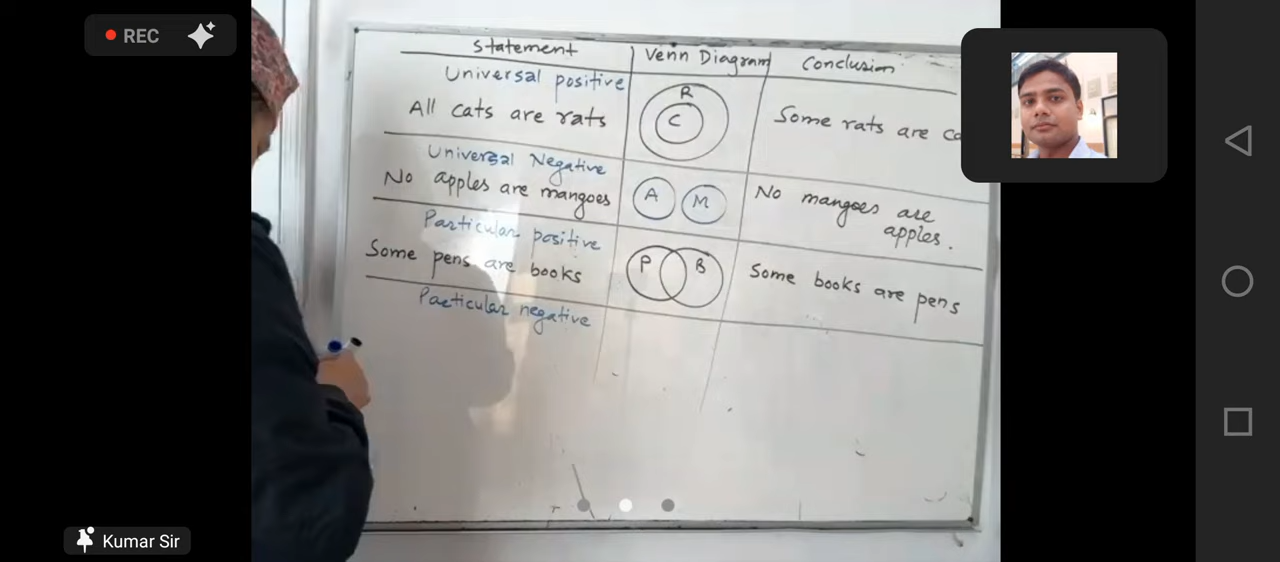 REC
Statement
Venn Diagram
Conclusion
Universal positive
All cats are rats
R
C
Some rats are
Universal Negative
No apples are mangoes
A
M
No mangoes are
apples.
Particular positive
Some pens are books
P
B
Some books are pens
Particular negative
Kumar Sir